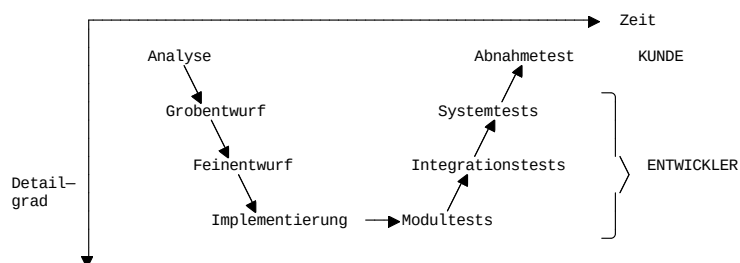 Zeit
Analyse Abnahmetest KUNDE
Grobentwurf Systemtests
Feinentwurf Integrationstests ENTWICKLER
Detail—
grad
Implementierung Modultests